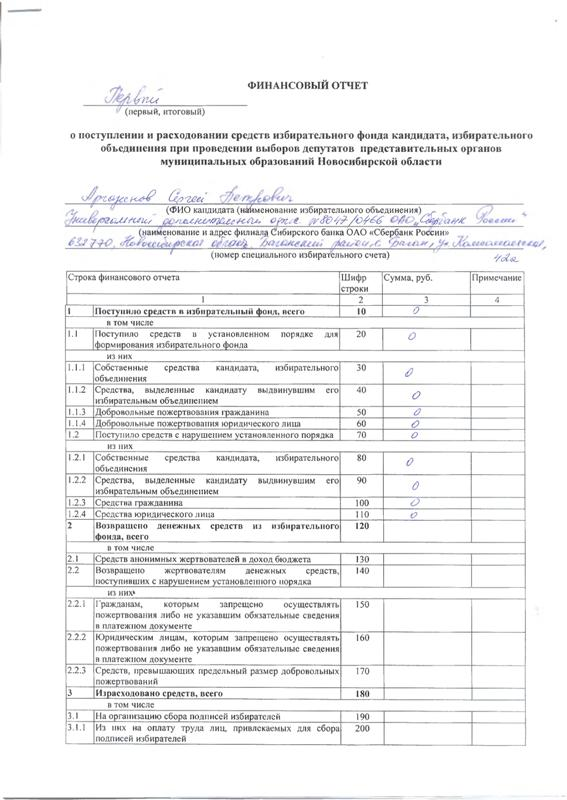 ФИНАНСОВЫЙ ОТЧЕТ
Первый
(первый, итоговый)
о поступлении и расходовании средств избирательного фонда кандидата, избирательного
объединения при проведении выборов депутатов представительных органов
муниципальных образований Новосибирской области
Сергей Петрович
(ФИО кандидата (наименование избирательного объединения)
Универсальный дополнительный офис №8047/0466 ОАО „Сбербанк России"
(наименование и адрес филиала Сибирского банка ОАО «Сбербанк России»
632770, Новосибирская область, Баганский район, с. Баган, ул. Комсомольская,
(номер специального избирательного счета)
42а
Строка финансового отчета Шифр строки Сумма, руб. Примечание
1 2 3 4
1 Поступило средств в избирательный фонд, всего 10 0
в том числе
1.1 Поступило средств в установленном порядке для 20 0
формирования избирательного фонда
из них
1.1.1 Собственные средства кандидата, избирательного 30 0
объединения
1.1.2 Средства, выделенные кандидату выдвинувшим его 40 0
избирательным объединением
1.1.3 Добровольные пожертвования гражданина 50 0
1.1.4 Добровольные пожертвования юридического лица 60 0
1.2 Поступило средств с нарушением установленного порядка 70 0
из них
1.2.1 Собственные средства кандидата, избирательного 80 0
объединения
1.2.2 Средства, выделенные кандидату выдвинувшим его 90 0
избирательным объединением
1.2.3 Средства гражданина 100 0
1.2.4 Средства юридического лица 110 0
2 Возвращено денежных средств из избирательного 120
фонда, всего
в том числе
2.1 Средств анонимных жертвователей в доход бюджета 130
2.2 Возвращено жертвователям денежных средств, 140
поступивших с нарушением установленного порядка
из них
2.2.1 Гражданам, которым запрещено осуществлять 150
пожертвования либо не указавшим обязательные сведения
в платежном документе
2.2.2 Юридическим лицам, которым запрещено осуществлять 160
пожертвования либо не указавшим обязательные сведения
в платежном документе
2.2.3 Средств, превышающих предельный размер добровольных 170
пожертвований
3 Израсходовано средств, всего 180
в том числе
3.1 На организацию сбора подписей избирателей 190
3.1.1 Из них на оплату труда лиц, привлекаемых для сбора 200
подписей избирателей